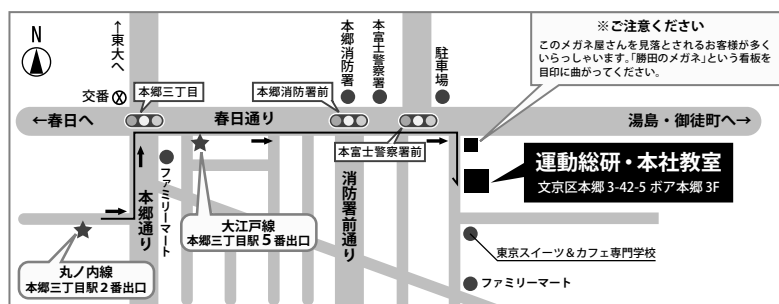 N
←東大へ
交番
本郷三丁目
本郷消防署
本郷消防署前
本富士警察署
駐車場
※ご注意ください
このメガネ屋さんを見落とされるお客様が多く
いらっしゃいます。「勝田のメガネ」という看板を
目印に曲がってください。
←春日へ
春日通り
湯島・御徒町へ→
本富士警察署前
運動総研・本社教室
文京区本郷 3-42-5 ボア本郷 3F
本郷通り
ファミリーマート
大江戸線
本郷三丁目駅 5 番出口
消防署前通り
丸ノ内線
本郷三丁目駅 2 番出口
東京スイーツ&カフェ専門学校
ファミリーマート